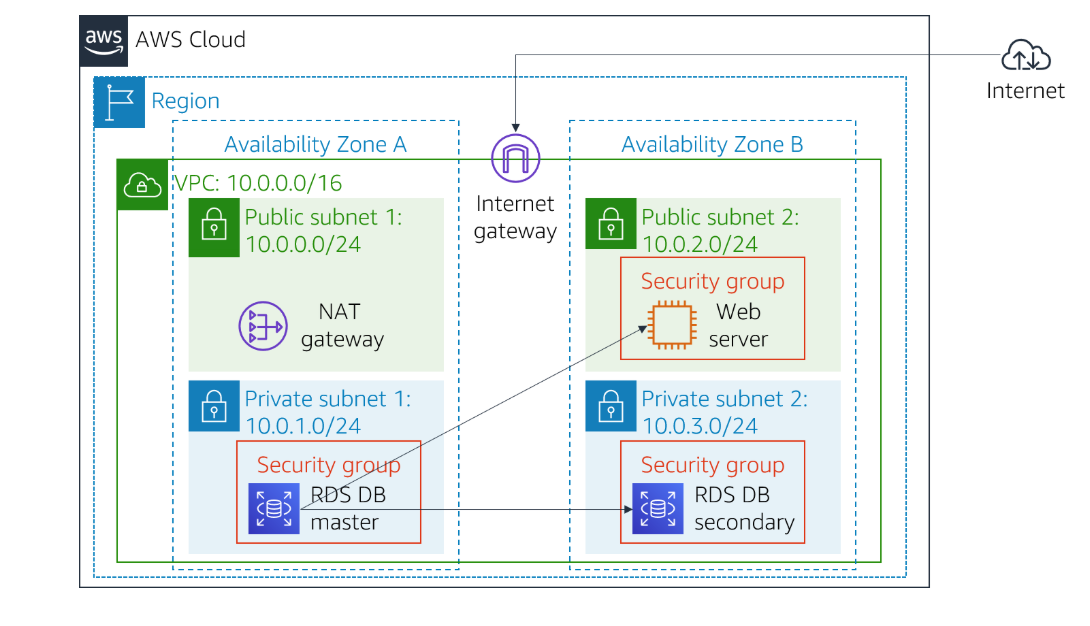 aws
AWS Cloud
Internet
Region
Availability Zone A
Availability Zone B
VPC: 10.0.0.0/16
Internet
gateway
Public subnet 1:
10.0.0.0/24
NAT
gateway
Public subnet 2:
10.0.2.0/24
Security group
Web
server
Private subnet 1:
10.0.1.0/24
Security group
RDS DB
master
Private subnet 2:
10.0.3.0/24
Security group
RDS DB
secondary